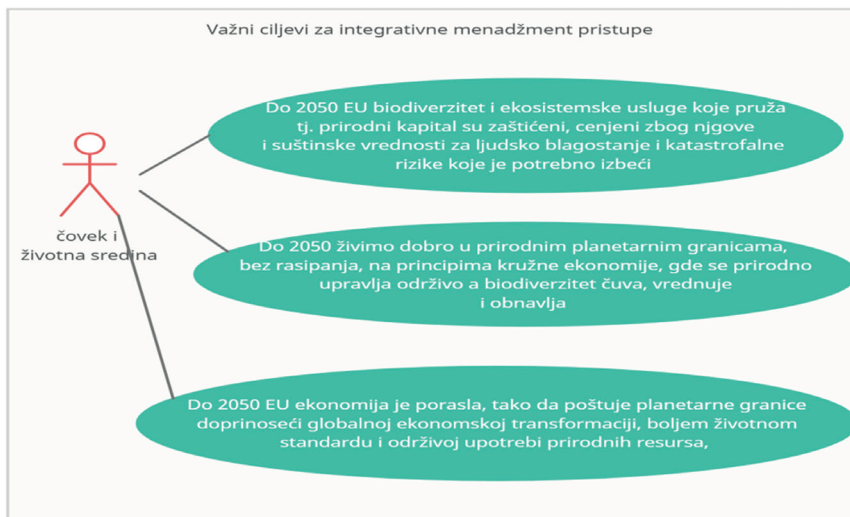 Važni ciljevi za integrativne menadžment pristupe
Do 2050 EU biodiverzitet i ekosistemske usluge koje pruža
tj. prirodni kapital su zaštićeni, cenjeni zbog njgove
i suštinske vrednosti za ljudsko blagostanje i katastrofalne
rizike koje je potrebno izbeći
čovek i
životna sredina
Do 2050 živimo dobro u prirodnim planetarnim granicama,
bez rasipanja, na principima kružne ekonomije, gde se prirodno
upravlja održivo a biodiverzitet čuva, vrednuje
i obnavlja
Do 2050 EU ekonomija je porasla, tako da poštuje planetarne granice
doprinoseći globalnoj ekonomskoj transformaciji, boljem životnom
standardu i održivoj upotrebi prirodnih resursa,